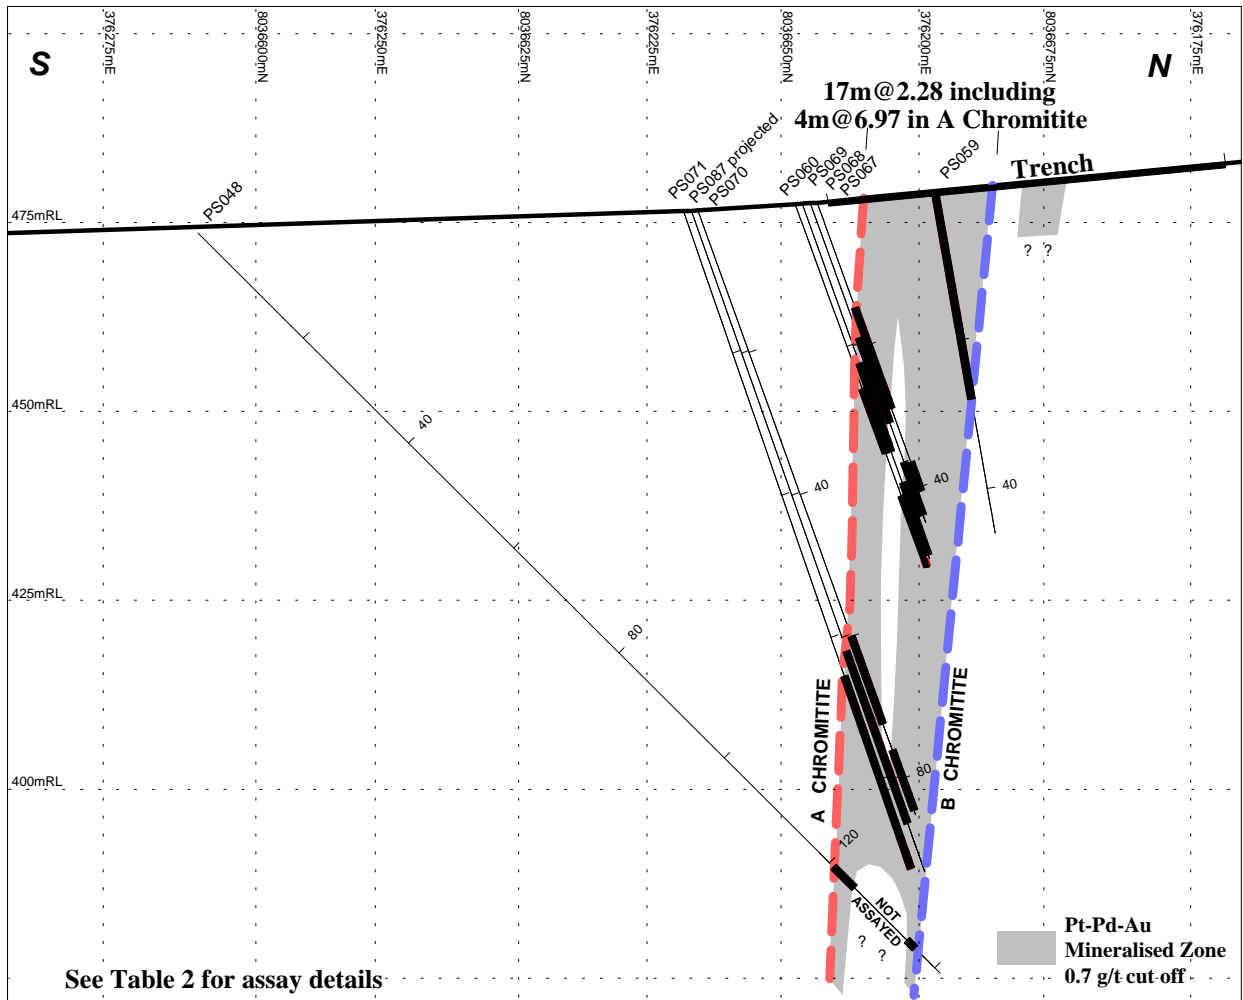 376275mE
8036600mN
376250mE
8036625mN
376225mE
8036650mN
376200mE
8036675mN
376175mE
S
N
17m@2.28 including
4m@6.97 in A Chromitite
PS048
PS071
PS087 projected
PS070
PS060
PS069
PS068
PS067
PS059
Trench
475mRL
? ?
450mRL
40
40
40
40
425mRL
80
400mRL
80
A CHROMITITE
B CHROMITITE
120
NOT
ASSAYED
? ?
Pt-Pd-Au
Mineralised Zone
0.7 g/t cut off
See Table 2 for assay details